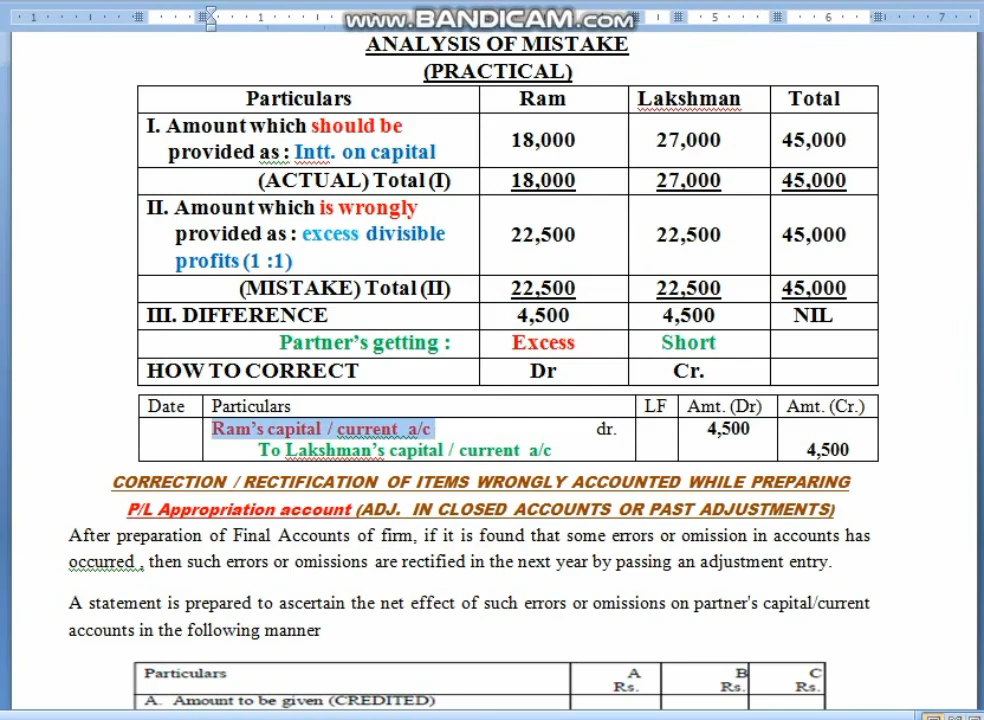 www.BANDICAM.com
1 1 5 6 7
ANALYSIS OF MISTAKE
(PRACTICAL)
Particulars Ram Lakshman Total
I. Amount which should be
provided as : Intt. on capital 18,000 27,000 45,000
(ACTUAL) Total (I) 18,000 27,000 45,000
II. Amount which is wrongly
provided as : excess divisible 22,500 22,500 45,000
profits (1 :1)
(MISTAKE) Total (II) 22,500 22,500 45,000
III. DIFFERENCE 4,500 4,500 NIL
Partner's getting : Excess Short
HOW TO CORRECT Dr Cr.
Date Particulars LF Amt. (Dr) Amt. (Cr.)
Ram's capital / current a/c dr. 4,500
To Lakshman's capital / current a/c 4,500
CORRECTION / RECTIFICATION OF ITEMS WRONGLY ACCOUNTED WHILE PREPARING
P/L Appropriation account (ADJ. IN CLOSED ACCOUNTS OR PAST ADJUSTMENTS)
After preparation of Final Accounts of firm, if it is found that some errors or omission in accounts has
occurred , then such errors or omissions are rectified in the next year by passing an adjustment entry.
A statement is prepared to ascertain the net effect of such errors or omissions on partner's capital/current
accounts in the following manner
Particulars A B C
Rs. Rs. Rs.
A. Amount to be given (CREDITED)